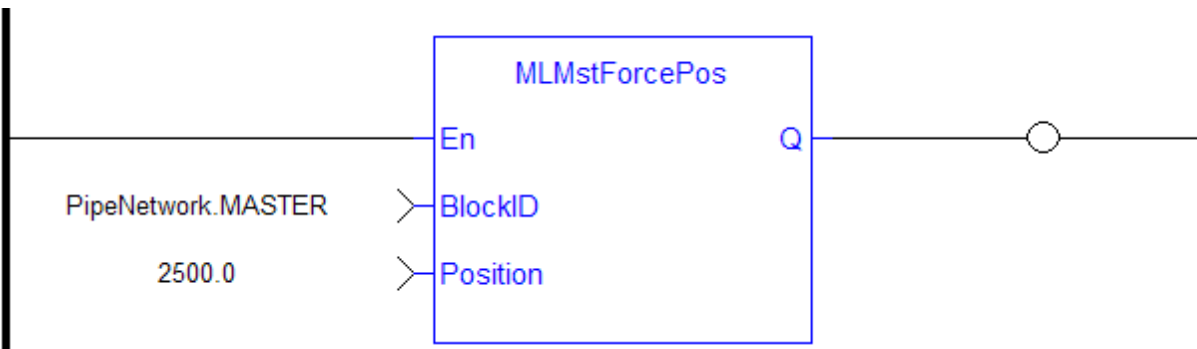 MLMstForcePos
En Q
PipeNetwork.MASTER BlockID
2500.0 Position